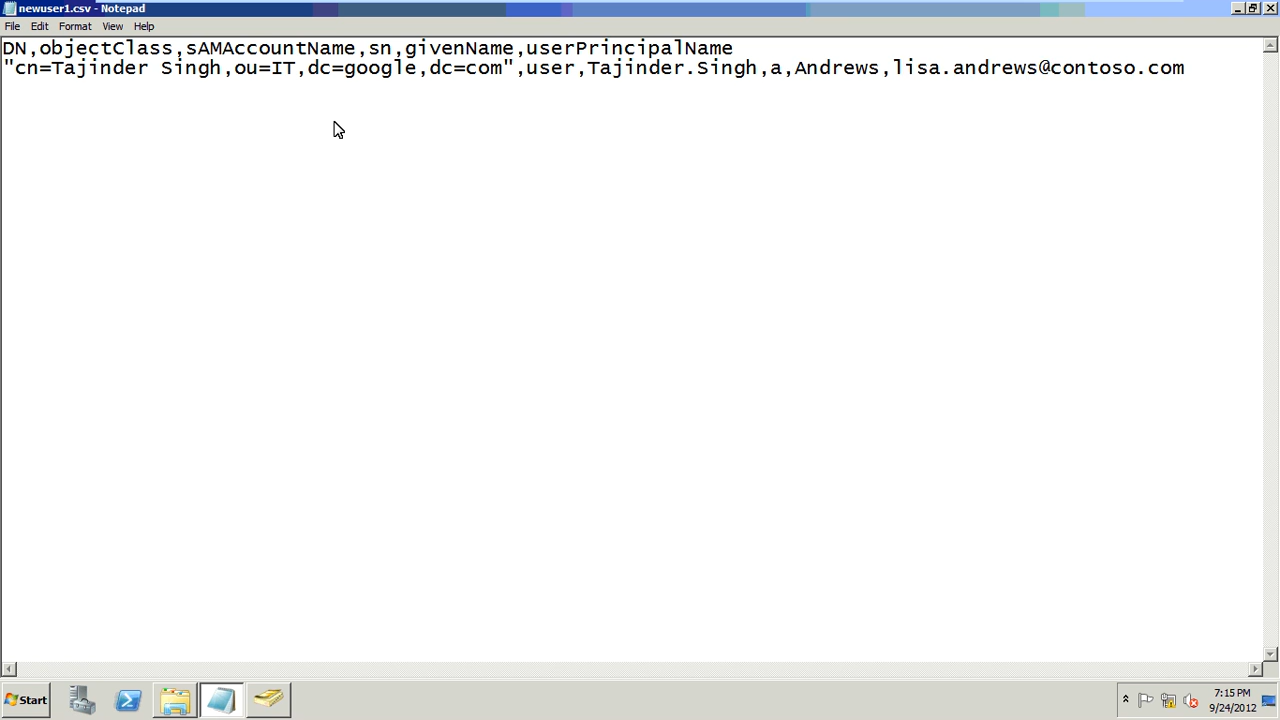 newuser1.csv - Notepad
File Edit Format View Help
DN,objectClass,sAMAccountName,sn,givenName,userPrincipalName
"cn=Tajinder Singh,ou=IT,dc=google,dc=com",user,Tajinder.Singh,a,Andrews,lisa.andrews@contoso.com
Start
7:15 PM
9/24/2012